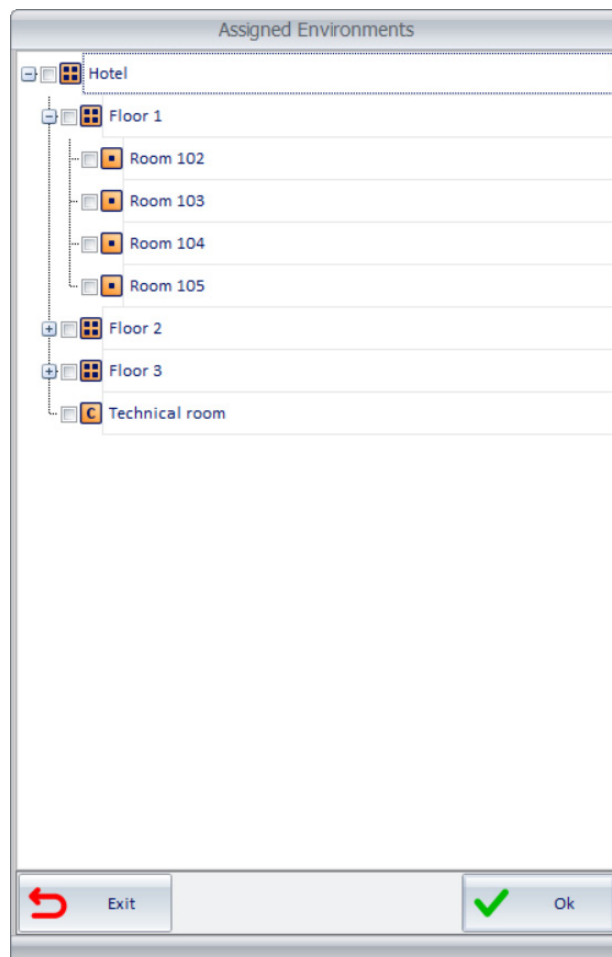 Assigned Environments
Hotel
Floor 1
Room 102
Room 103
Room 104
Room 105
Floor 2
Floor 3
C Technical room
Exit
Ok